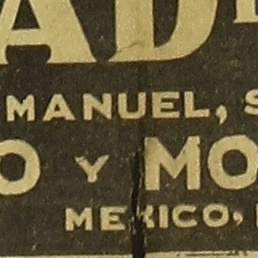 AD
MANUEL, S
O Y MO
MEXICO,